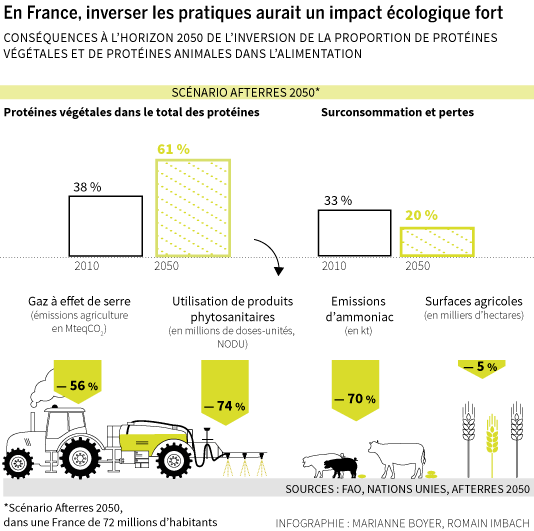 En France, inverser les pratiques aurait un impact écologique fort
CONSÉQUENCES À L'HORIZON 2050 DE L'INVERSION DE LA PROPORTION DE PROTÉINES
VÉGÉTALES ET DE PROTÉINES ANIMALES DANS L'ALIMENTATION
SCÉNARIO AFTERRES 2050*
Protéines végétales dans le total des protéines
38 %
61 %
2010
2050
Surconsommation et pertes
33 %
20 %
2010
2050
Gaz à effet de serre
(émissions agriculture
en MteqCO2)
– 56 %
Utilisation de produits
phytosanitaires
(en millions de doses-unités,
NODU)
– 74 %
Emissions
d'ammoniac
(en kt)
– 70 %
Surfaces agricoles
(en milliers d'hectares)
– 5 %
SOURCES : FAO, NATIONS UNIES, AFTERRES 2050
*Scénario Afterres 2050,
dans une France de 72 millions d'habitants
INFOGRAPHIE : MARIANNE BOYER, ROMAIN IMBACH